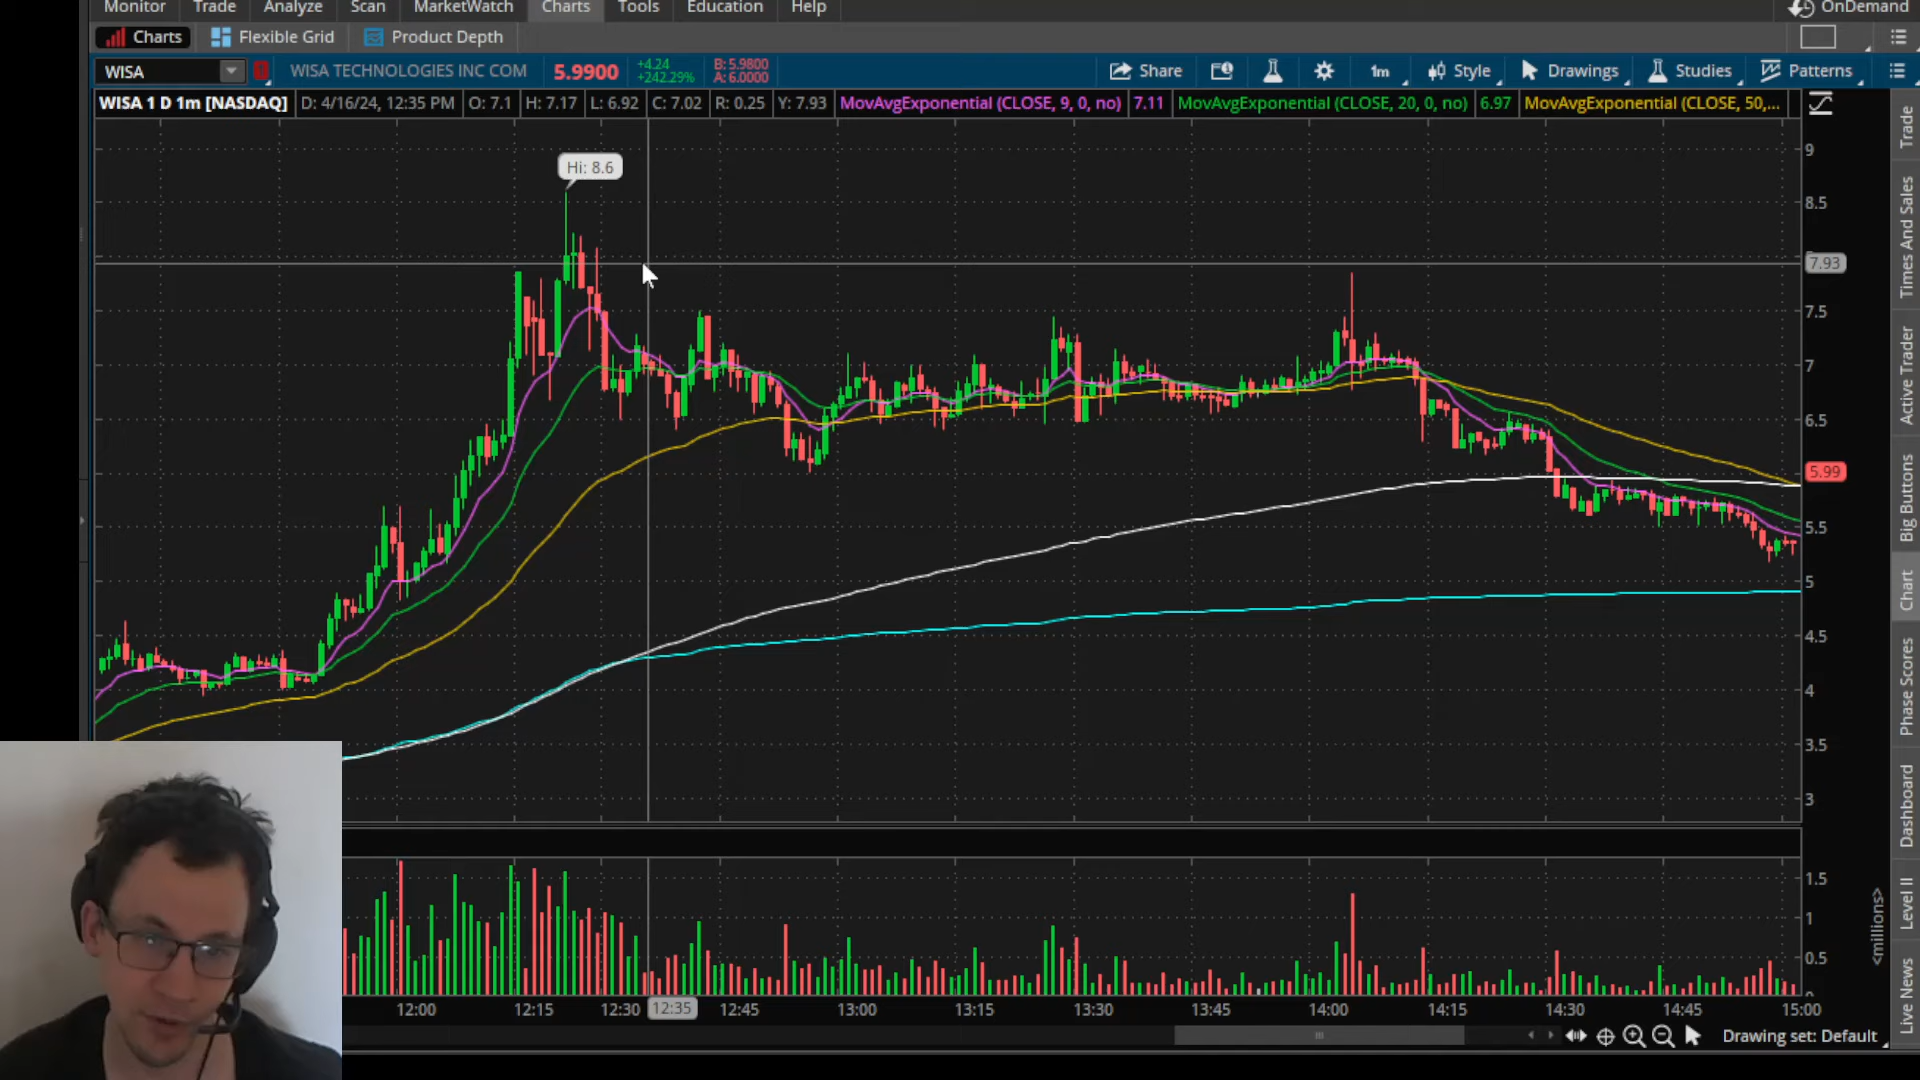 Monitor Trade Analyze Scan MarketWatch Charts Tools Education Help OnDemand
Charts Flexible Grid Product Depth
WISA WISA TECHNOLOGIES INC COM 5.9900 +4.24 +242.29% B: 5.9800 A: 6.0000 Share 1m Style Drawings Studies Patterns
WISA 1 D 1m [NASDAQ] D: 4/16/24, 12:35 PM O: 7.1 H: 7.17 L: 6.92 C: 7.02 R: 0.25 Y: 7.93 MovAvgExponential (CLOSE, 9, 0, no) 7.11 MovAvgExponential (CLOSE, 20, 0, no) 6.97 MovAvgExponential (CLOSE, 50,...
Hi: 8.6
9
8.5
7.93
7.5
7
6.5
5.99
5.5
5
4.5
4
3.5
3
1.5
1
0.5
0
<millions>
12:00 12:15 12:30 12:35 12:45 13:00 13:15 13:30 13:45 14:00 14:15 14:30 14:45 15:00
Drawing set: Default
Trade
Times And Sales
Active Trader
Big Buttons
Chart
Phase Scores
Dashboard
Level II
Live News